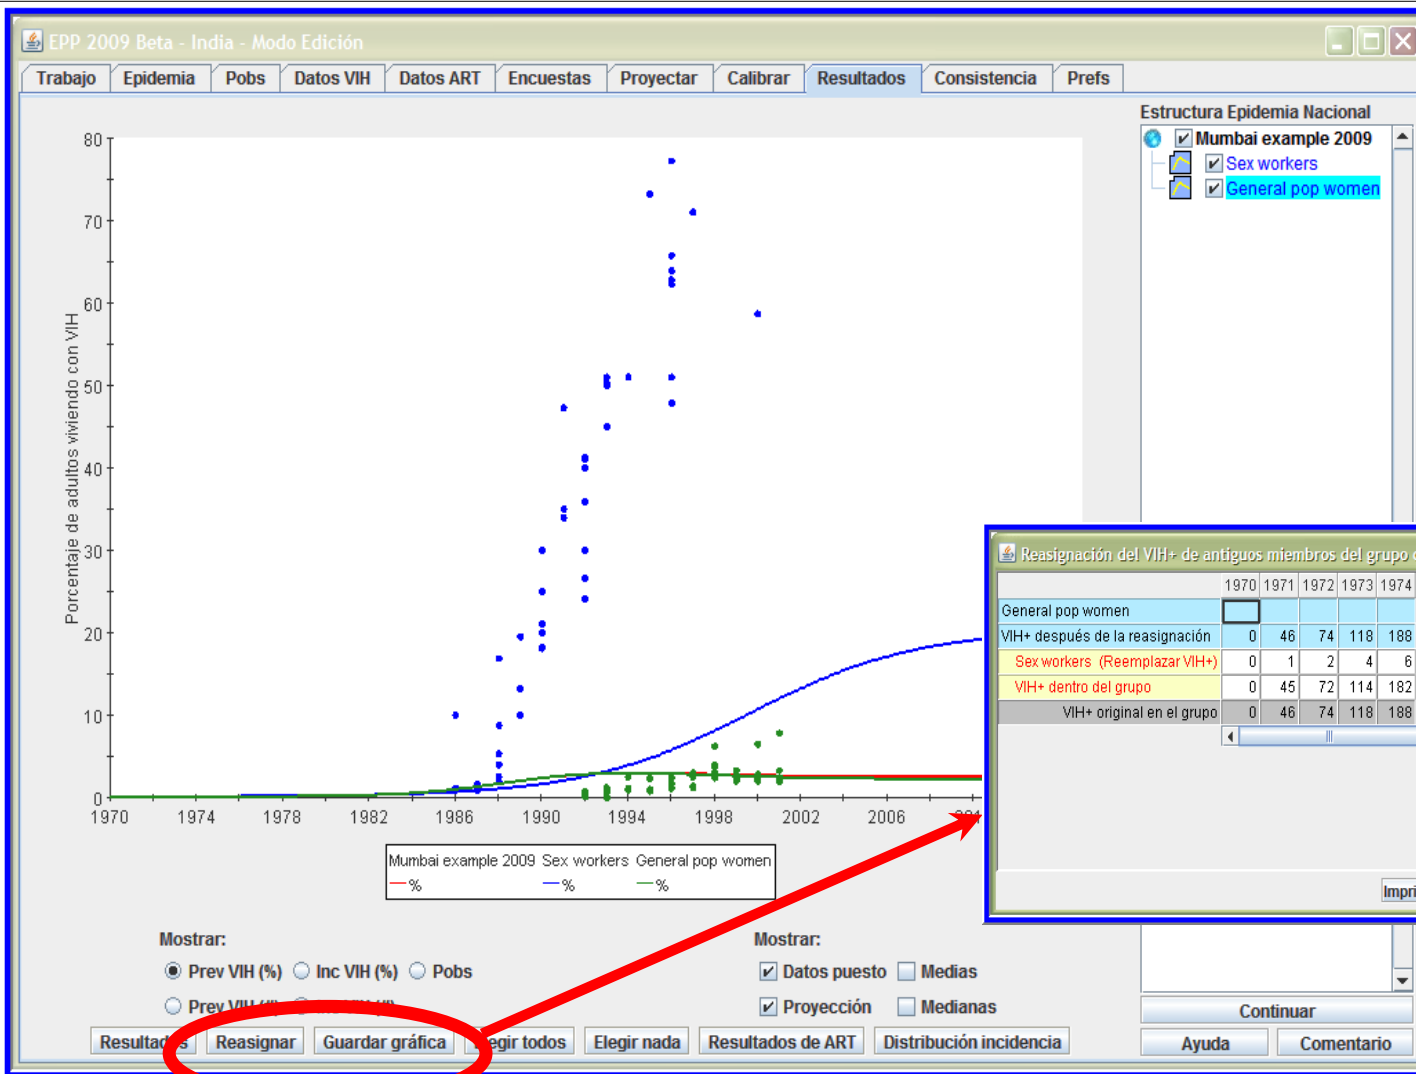 EPP 2009 Beta - India - Modo Edición
Trabajo Epidemia Pobs Datos VIH Datos ART Encuestas Proyectar Calibrar Resultados Consistencia Prefs
Estructura Epidemia Nacional
Mumbai example 2009
Sex workers
General pop women
Porcentaje de adultos viviendo con VIH
80
70
60
50
40
30
20
10
0
1970 1974 1978 1982 1986 1990 1994 1998 2002 2006
Mumbai example 2009 Sex workers General pop women
% % %
Reasignación del VIH+ de antiguos miembros del grupo
1970 1971 1972 1973 1974
General pop women
VIH+ después de la reasignación 0 46 74 118 188
Sex workers (Reemplazar VIH+) 0 1 2 4 6
VIH+ dentro del grupo 0 45 72 114 182
VIH+ original en el grupo 0 46 74 118 188
Impri
Mostrar:
Prev VIH (%) Inc VIH (%) Pobs
Prev VIH
Mostrar:
Datos puesto Medias
Proyección Medianas
Resultados Reasignar Guardar gráfica Elegir todos Elegir nada Resultados de ART Distribución incidencia
Continuar
Ayuda Comentario